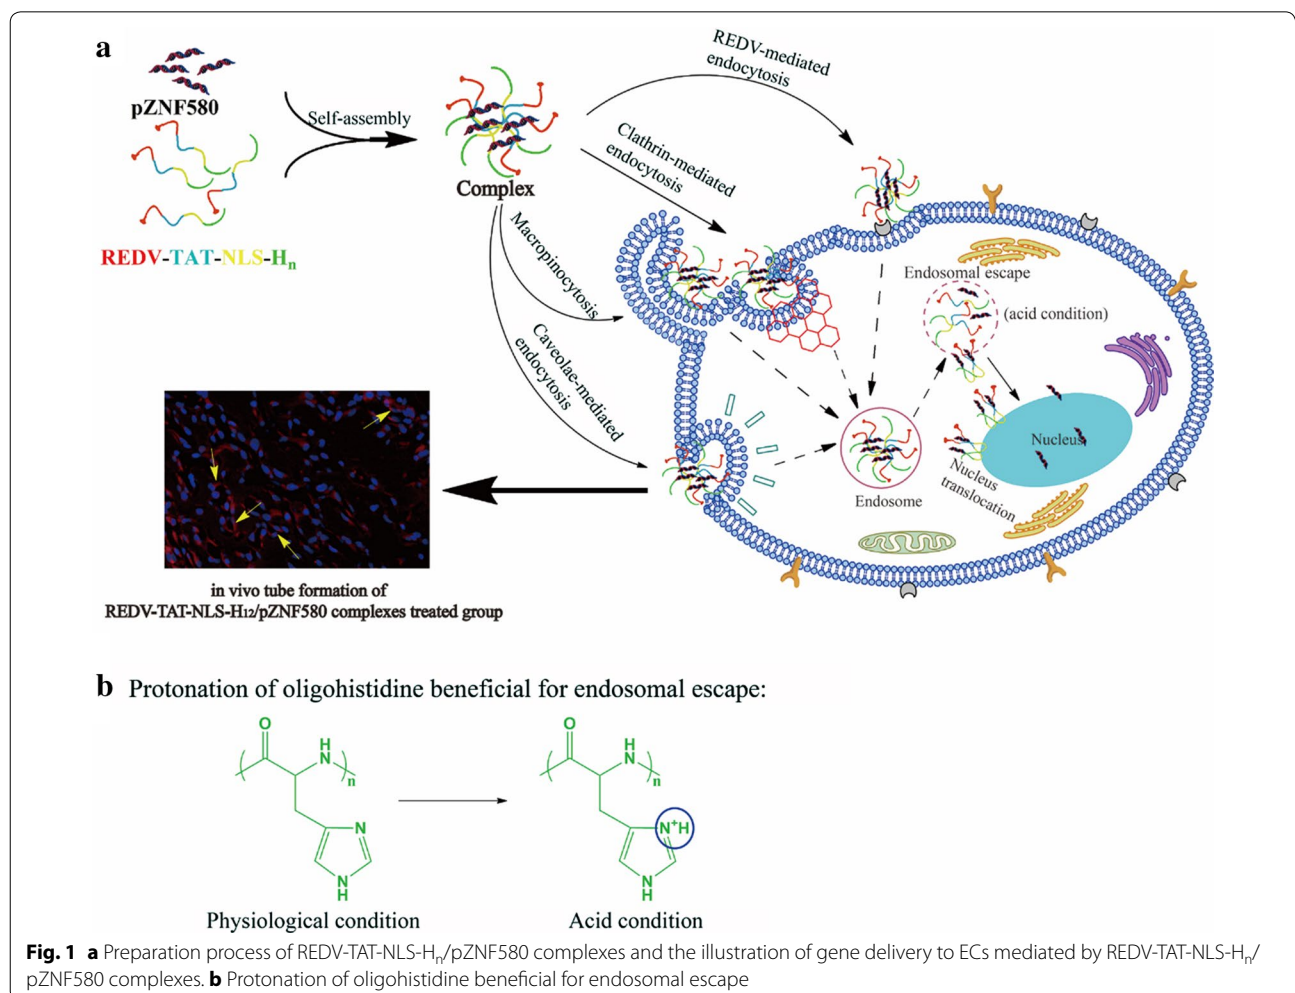 a
pZNF580
REDV-TAT-NLS-Hn
Self-assembly
Complex
REDV-mediated
endocytosis
Clathrin-mediated
endocytosis
Macropinocytosis
Caveolae-mediated
endocytosis
Endosomal escape
(acid condition)
Nucleus
Nucleus
translocation
Endosome
in vivo tube formation of
REDV-TAT-NLS-H12/pZNF580 complexes treated group
b Protonation of oligohistidine beneficial for endosomal escape:
O
H
N
n
N
N
H
O
H
N
n
N+H
N
H
Physiological condition
Acid condition
Fig. 1 a Preparation process of REDV-TAT-NLS-Hn/pZNF580 complexes and the illustration of gene delivery to ECs mediated by REDV-TAT-NLS-Hn/
pZNF580 complexes. b Protonation of oligohistidine beneficial for endosomal escape